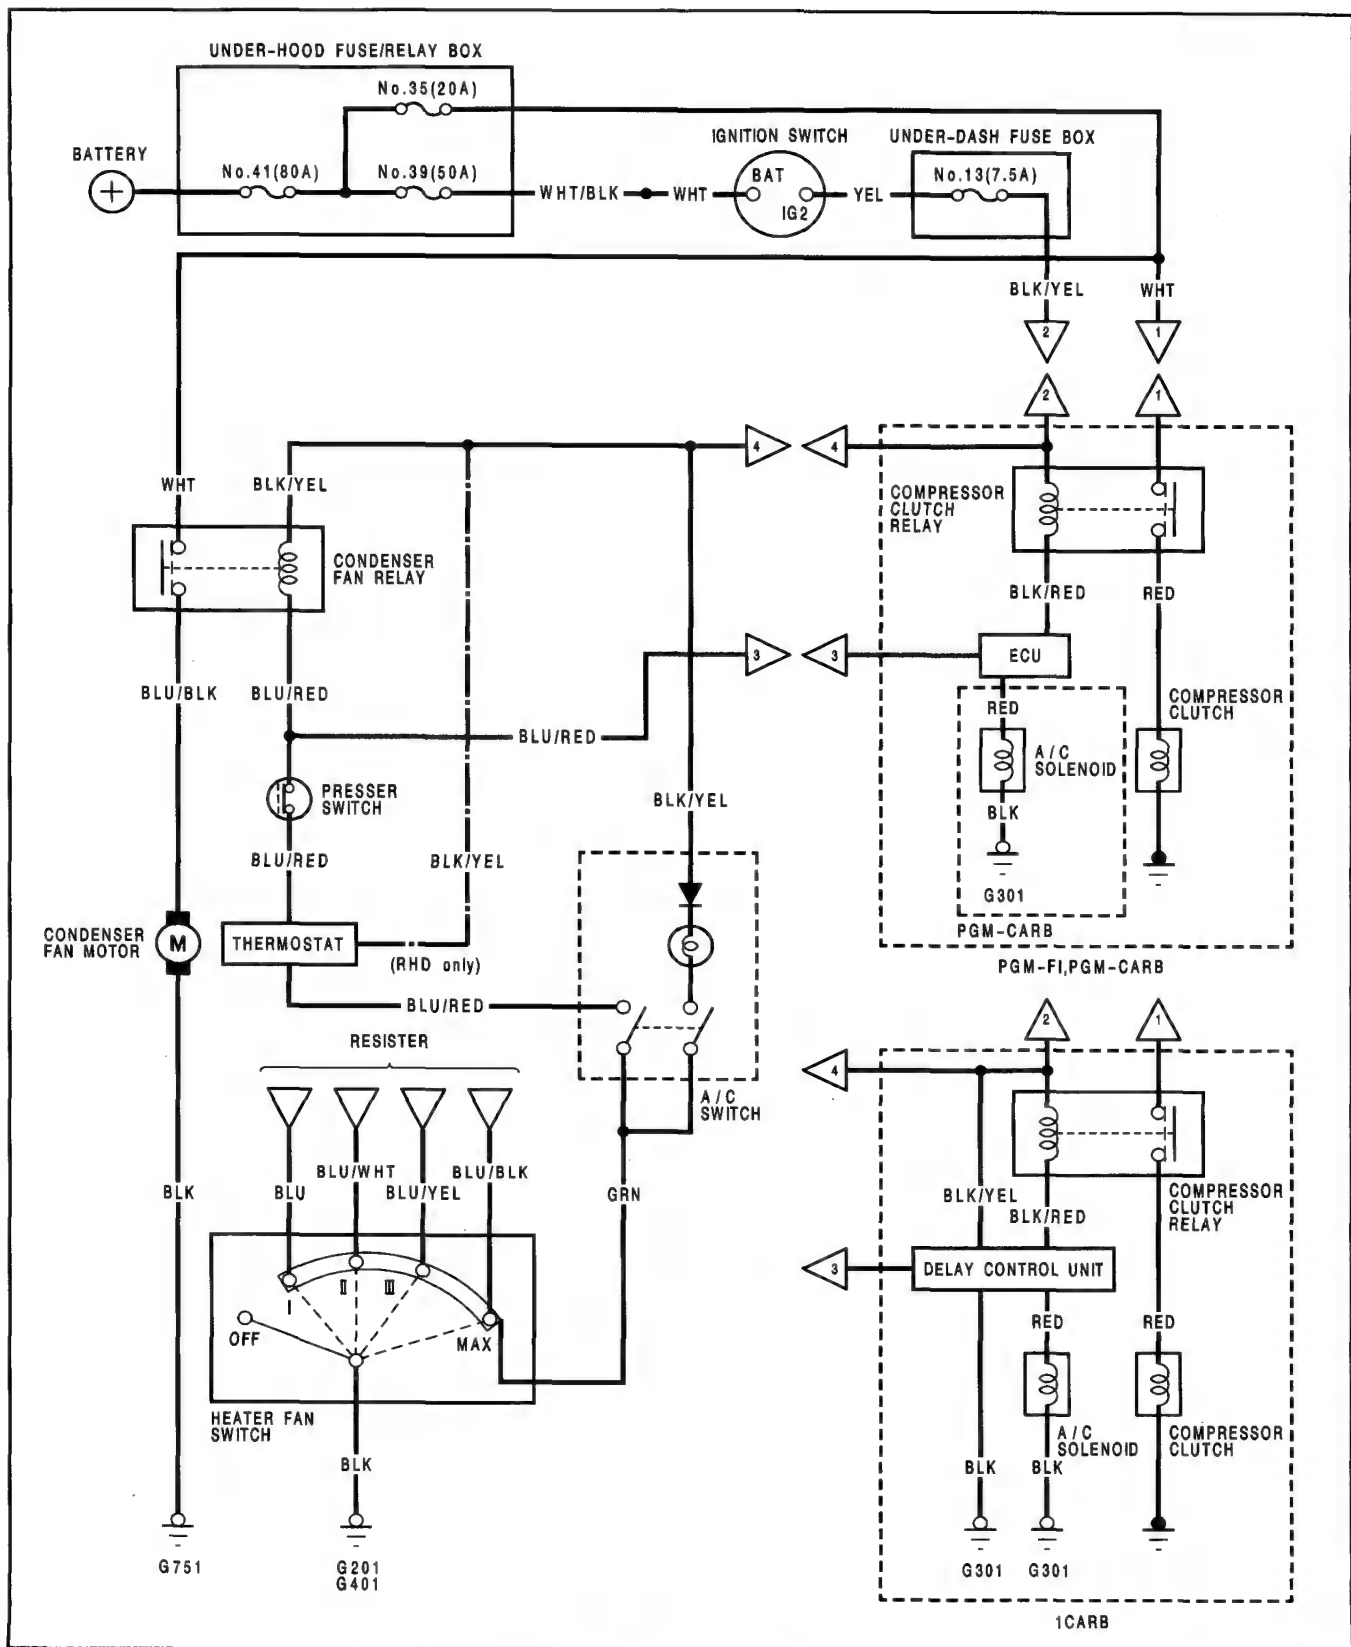 UNDER-HOOD FUSE/RELAY BOX
No.35(20A)
IGNITION SWITCH
UNDER-DASH FUSE BOX
BATTERY
No.41(80A)
No.39(50A)
BAT
No.13(7.5A)
WHT/BLK
WHT
YEL
IG2
BLK/YEL
WHT
2
1
2
1
4
4
WHT
BLK/YEL
COMPRESSOR
CLUTCH
RELAY
CONDENSER
FAN RELAY
BLK/RED
RED
3
3
ECU
BLU/BLK
BLU/RED
RED
COMPRESSOR
CLUTCH
BLU/RED
A/C
SOLENOID
PRESSER
SWITCH
BLK/YEL
BLK
BLU/RED
BLK/YEL
G301
CONDENSER
FAN MOTOR
M
THERMOSTAT
PGM-CARB
(RHD only)
PGM-FI,PGM-CARB
BLU/RED
2
1
RESISTER
4
A/C
SWITCH
BLU/WHT
BLU/BLK
BLK
BLU
BLU/YEL
GRN
BLK/YEL
BLK/RED
COMPRESSOR
CLUTCH
RELAY
3
DELAY CONTROL UNIT
I
II
III
OFF
MAX
RED
RED
HEATER FAN
SWITCH
A/C
SOLENOID
COMPRESSOR
CLUTCH
BLK
BLK
BLK
G751
G201
G401
G301
G301
1CARB